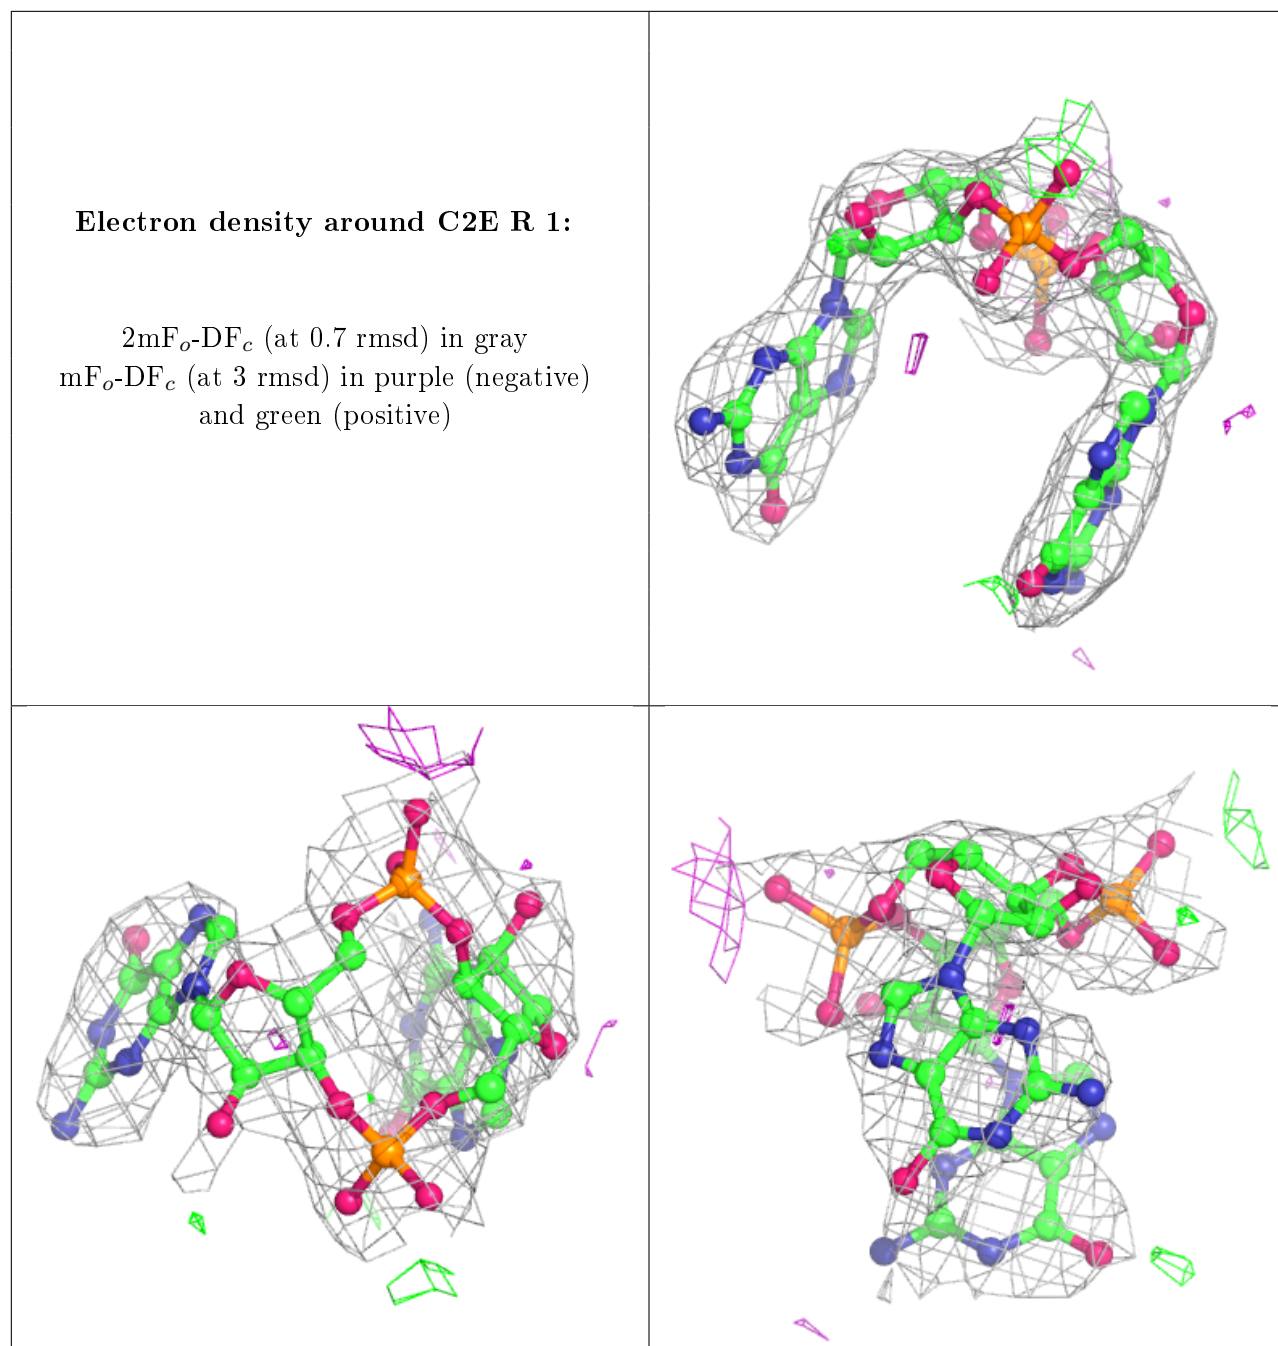 Electron density around C2E R 1:
2mFo-DFc (at 0.7 rmsd) in gray
mFo-DFc (at 3 rmsd) in purple (negative)
and green (positive)